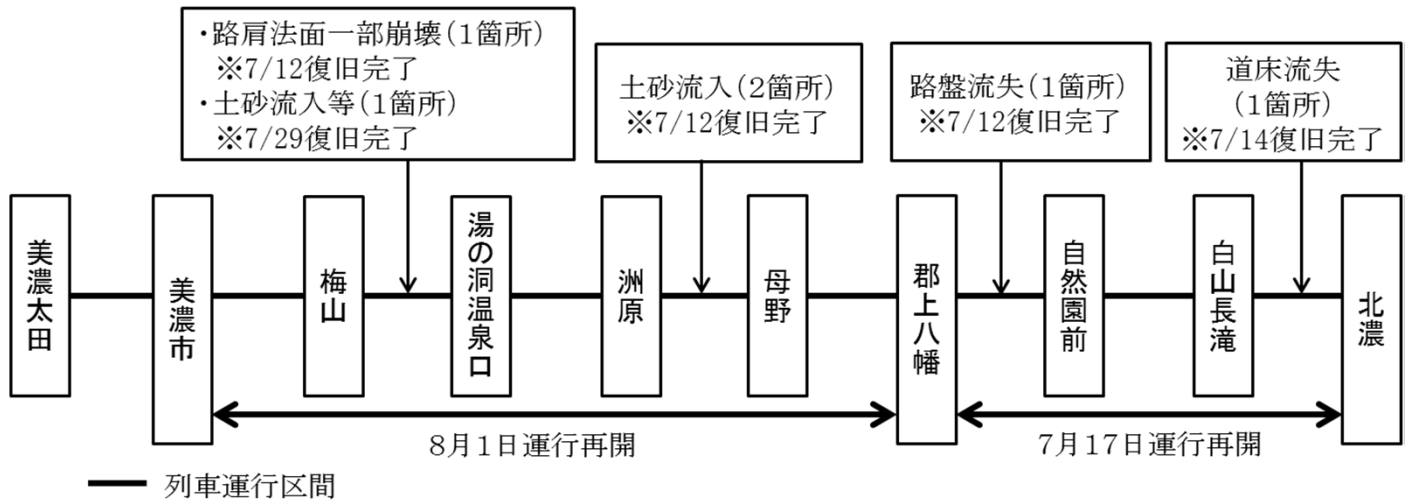 ・路肩法面一部崩壊(1箇所)
※7/12復旧完了
・土砂流入等(1箇所)
※7/29復旧完了
土砂流入(2箇所)
※7/12復旧完了
路盤流失(1箇所)
※7/12復旧完了
道床流失
(1箇所)
※7/14復旧完了
美濃太田
美濃市
梅山
湯の洞温泉口
洲原
母野
郡上八幡
自然園前
白山長滝
北濃
8月1日運行再開
7月17日運行再開
列車運行区間